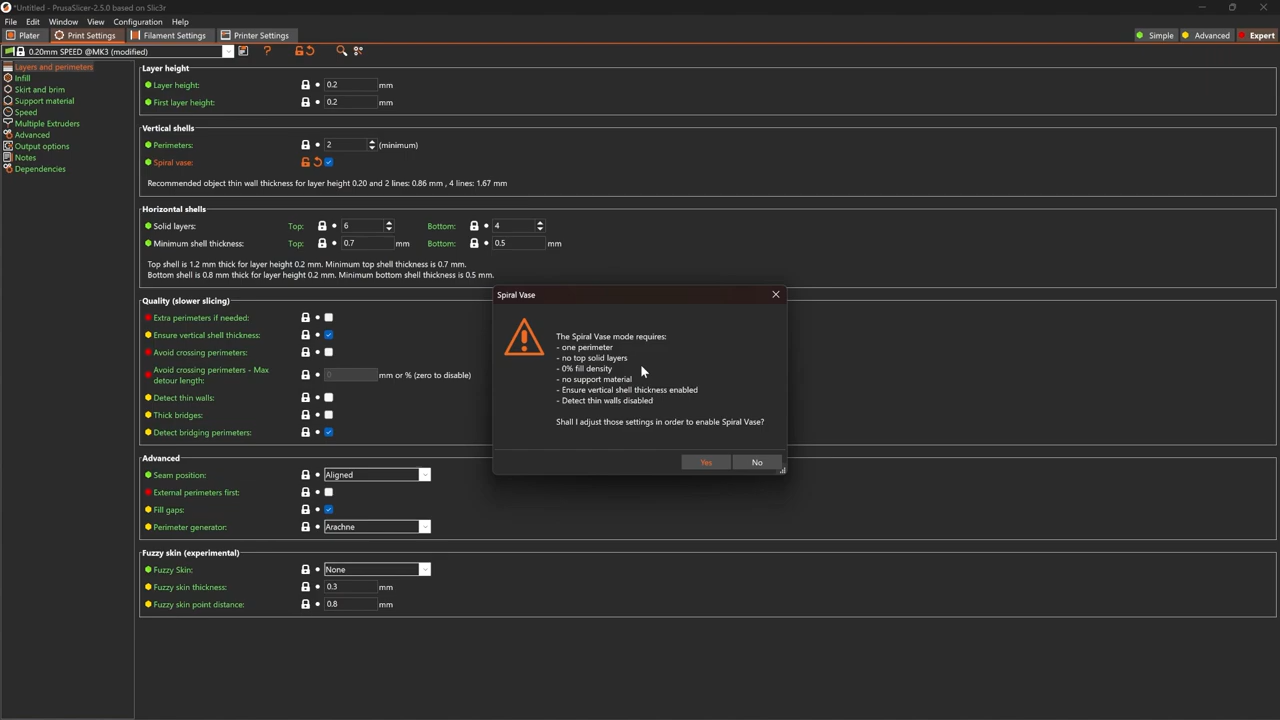 *Untitled - PrusaSlicer-2.5.0 based on Slic3r
File Edit Window View Configuration Help
Plater Print Settings Filament Settings Printer Settings Simple Advanced Expert
0.20mm SPEED @MK3 (modified)
Layers and perimeters
Infill
Skirt and brim
Support material
Speed
Multiple Extruders
Advanced
Output options
Notes
Dependencies
Layer height
Layer height: 0.2 mm
First layer height: 0.2 mm
Vertical shells
Perimeters: 2 (minimum)
Spiral vase:
Recommended object thin wall thickness for layer height 0.20 and 2 lines: 0.86 mm , 4 lines: 1.67 mm
Horizontal shells
Solid layers: Top: 6 Bottom: 4
Minimum shell thickness: Top: 0.7 mm Bottom: 0.5 mm
Top shell is 1.2 mm thick for layer height 0.2 mm. Minimum top shell thickness is 0.7 mm.
Bottom shell is 0.8 mm thick for layer height 0.2 mm. Minimum bottom shell thickness is 0.5 mm.
Quality (slower slicing)
Extra perimeters if needed:
Ensure vertical shell thickness:
Avoid crossing perimeters:
Avoid crossing perimeters - Max
detour length: 0 mm or % (zero to disable)
Detect thin walls:
Thick bridges:
Detect bridging perimeters:
Advanced
Seam position: Aligned
External perimeters first:
Fill gaps:
Perimeter generator: Arachne
Fuzzy skin (experimental)
Fuzzy Skin: None
Fuzzy skin thickness: 0.3 mm
Fuzzy skin point distance: 0.8 mm
Spiral Vase
The Spiral Vase mode requires:
- one perimeter
- no top solid layers
- 0% fill density
- no support material
- Ensure vertical shell thickness enabled
- Detect thin walls disabled
Shall I adjust those settings in order to enable Spiral Vase?
Yes No